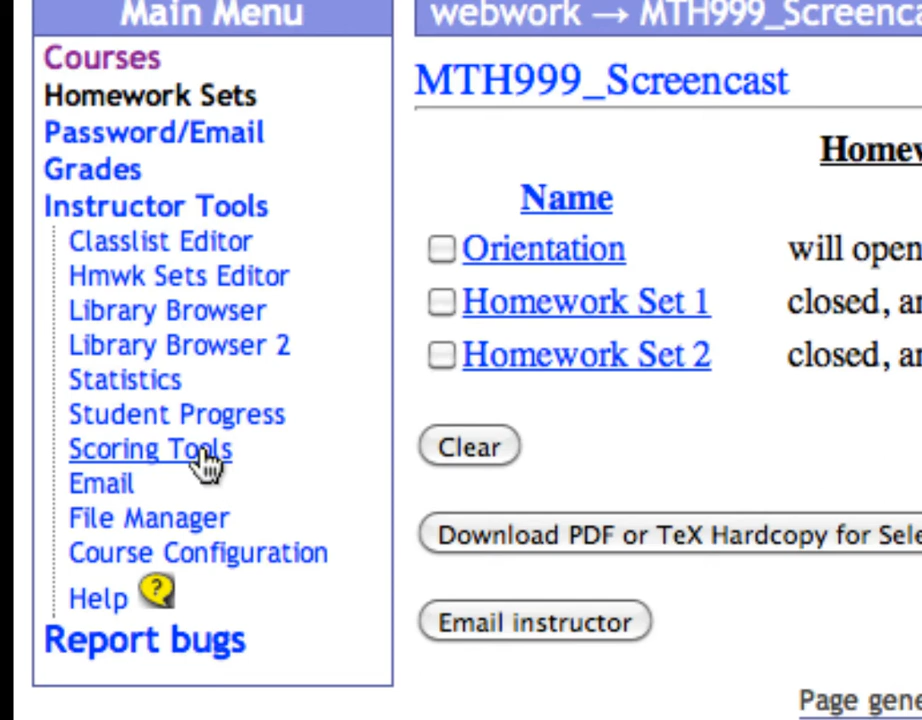 Main Menu
Courses
Homework Sets
Password/Email
Grades
Instructor Tools
Classlist Editor
Hmwk Sets Editor
Library Browser
Library Browser 2
Statistics
Student Progress
Scoring Tools
Email
File Manager
Course Configuration
Help ?
Report bugs
webwork → MTH999_Screenca
MTH999_Screencast
Homew
Name
Orientation will open
Homework Set 1 closed, an
Homework Set 2 closed, an
Clear
Download PDF or TeX Hardcopy for Sele
Email instructor
Page gene